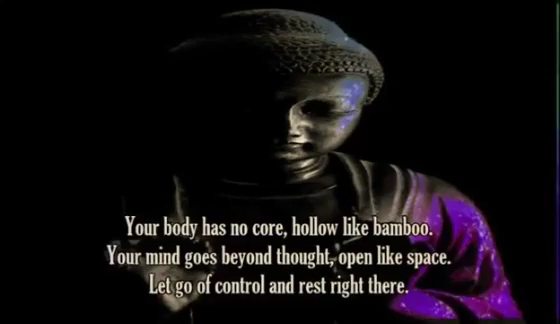 Your body has no core, hollow like bamboo.
Your mind goes beyond thought, open like space.
Let go of control and rest right there.